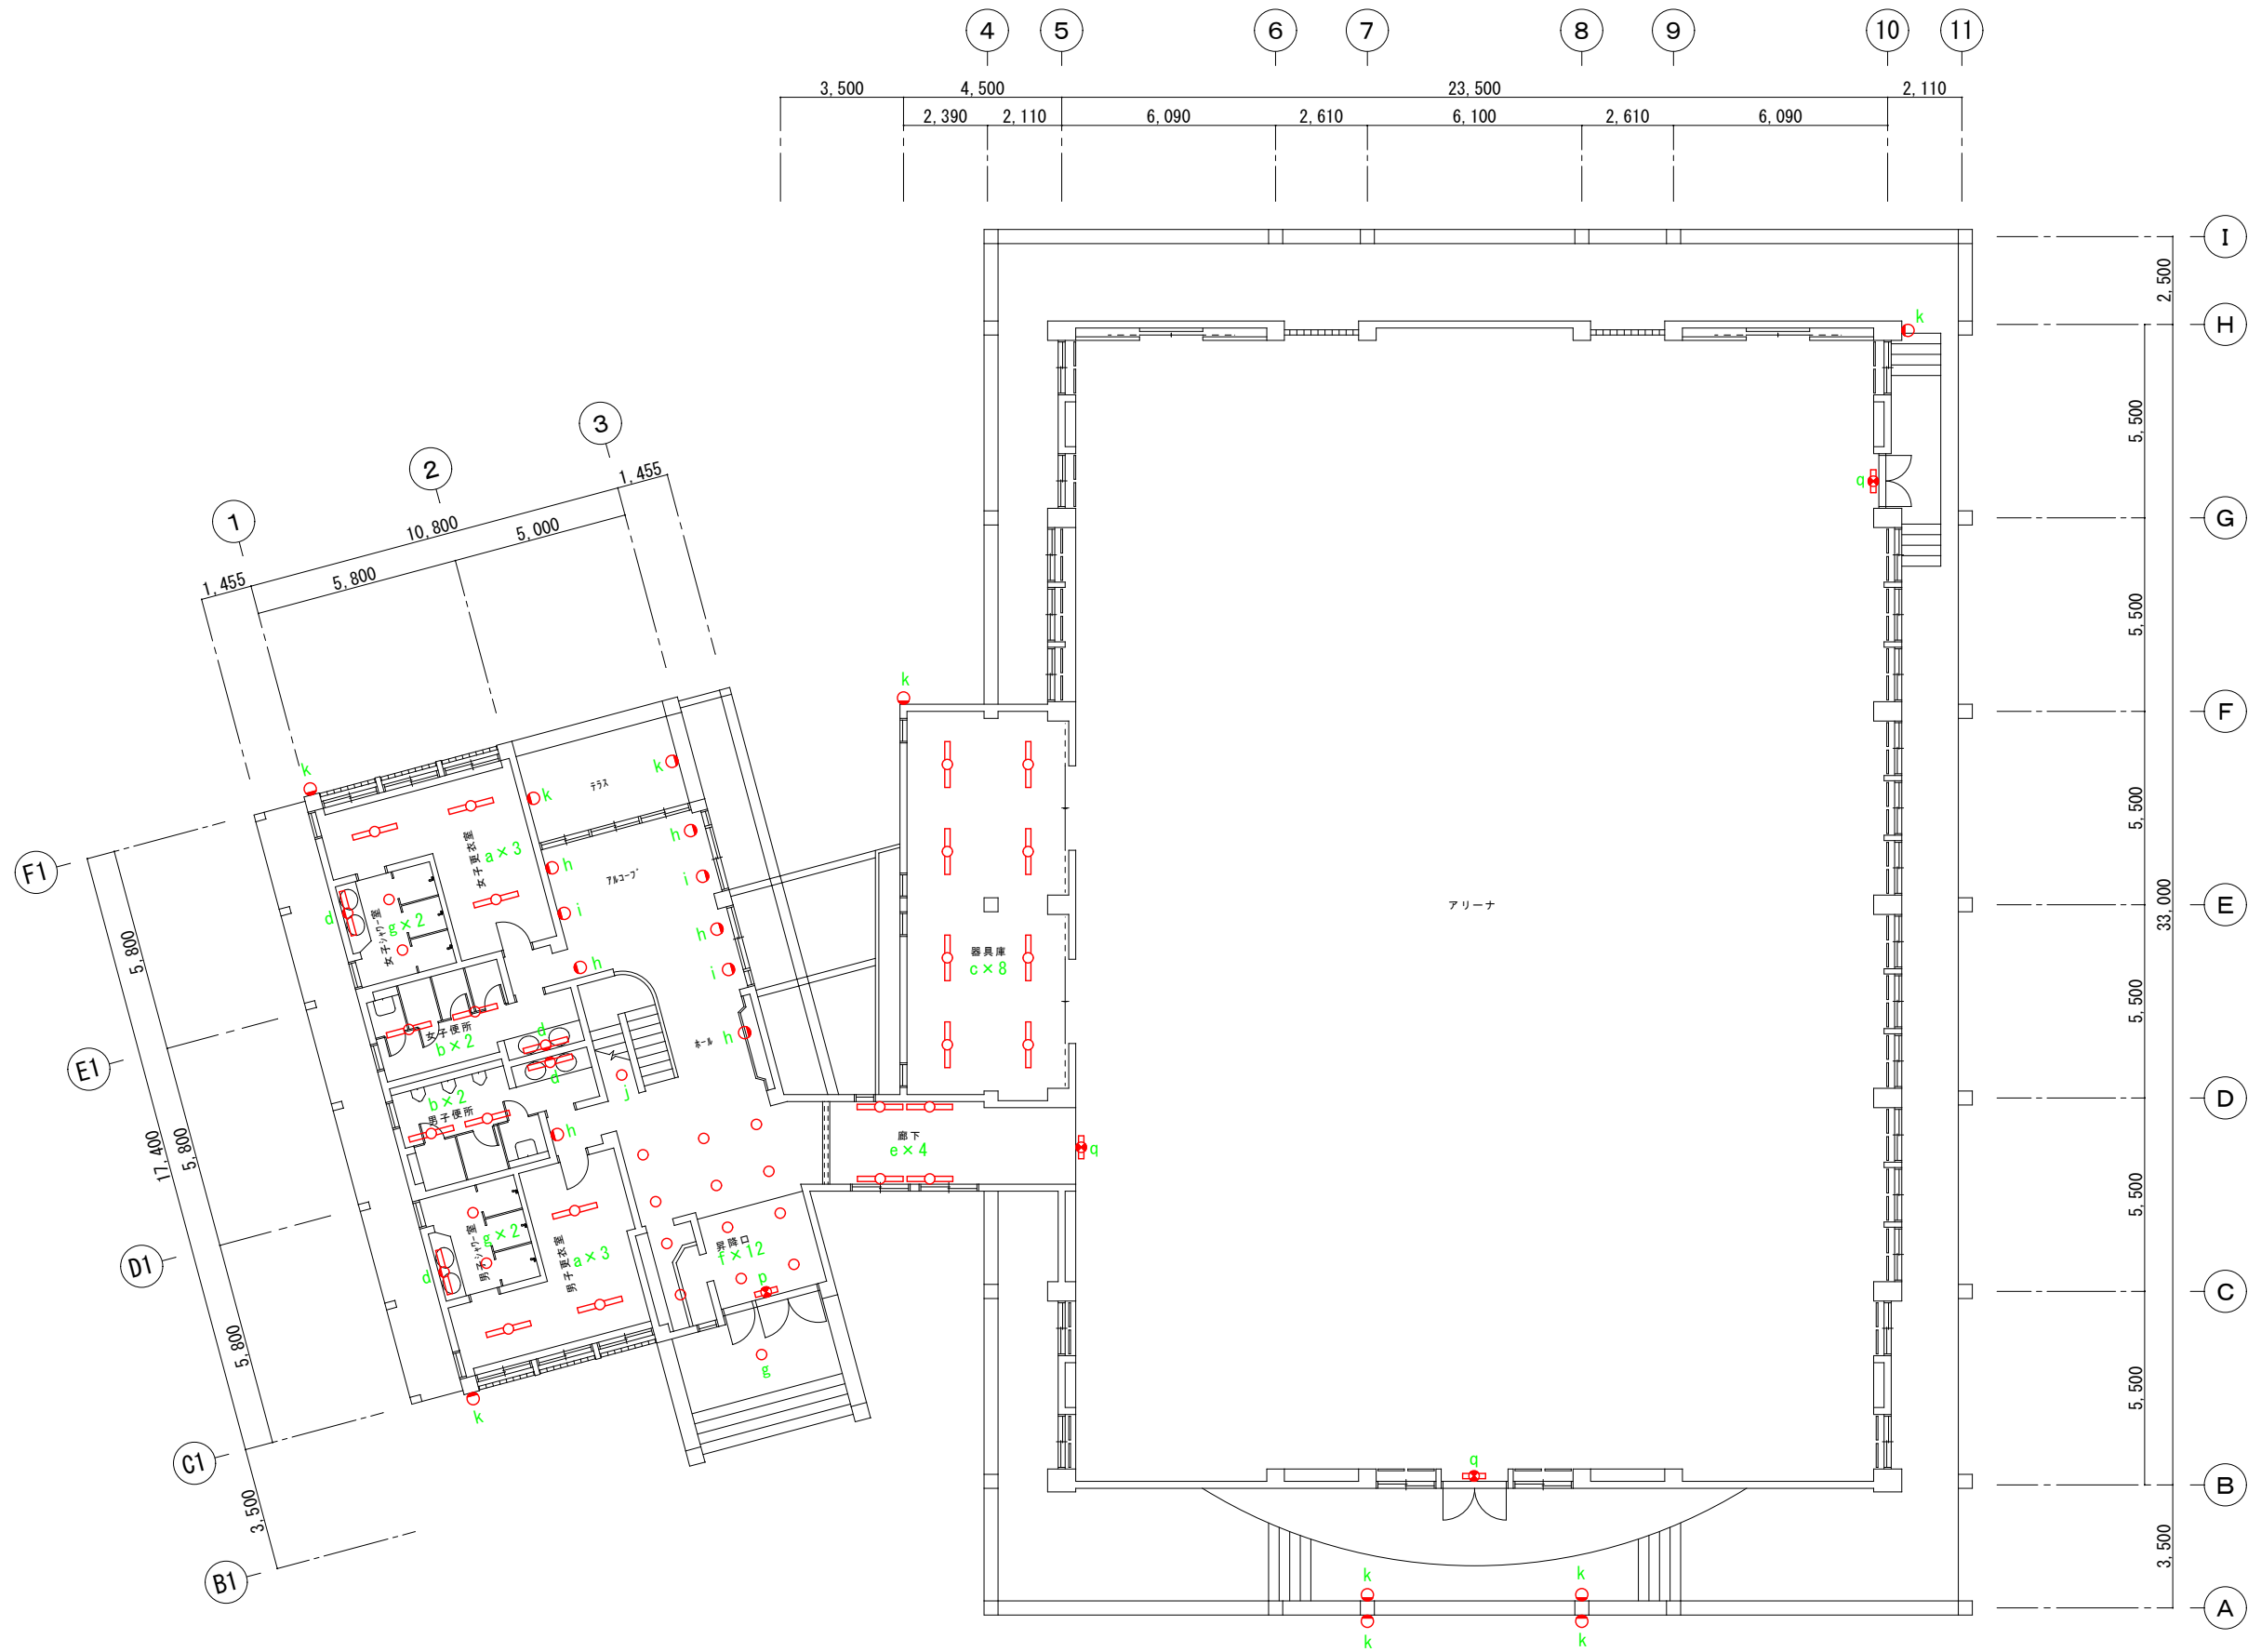 4 5 6 7 8 9 10 11
3,500 4,500 23,500 2,110
2,390 2,110 6,090 2,610 6,100 2,610 6,090
I
2,500
H
5,500
G
5,500
F
5,500
E
33,000
5,500
D
5,500
C
5,500
B
3,500
A
1 2 3
1,455 10,800 1,455
5,800 5,000
F1
5,800
E1
5,800
17,400
D1
5,800
C1
3,500
B1
k
k
q
k
k
k
テラス
h
h
アルコーブ
i
i
h
i
h
h
ホール
女子更衣室
a×3
d
女子シャワー室
g×2
女子便所
b×2
d
d
j
b×2
男子便所
h
男子シャワー室
g×2
d
男子更衣室
a×3
昇降口
f×12
p
g
k
器具庫
c×8
廊下
e×4
q
アリーナ
q
k k
k k